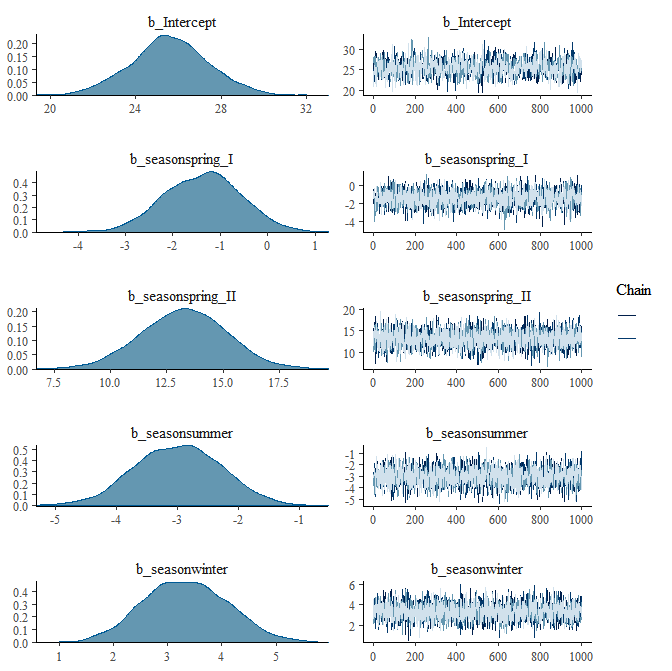 b_Intercept
0.20
0.15
0.10
0.05
0.00
20 24 28 32
b_Intercept
30
25
20
0 200 400 600 800 1000
b_seasonspring_I
0.4
0.3
0.2
0.1
0.0
-4 -3 -2 -1 0 1
b_seasonspring_I
0
-2
-4
0 200 400 600 800 1000
b_seasonspring_II
0.20
0.15
0.10
0.05
0.00
7.5 10.0 12.5 15.0 17.5
b_seasonspring_II
20
15
10
0 200 400 600 800 1000
b_seasonsummer
0.5
0.4
0.3
0.2
0.1
0.0
-5 -4 -3 -2 -1
b_seasonsummer
-1
-2
-3
-4
-5
0 200 400 600 800 1000
b_seasonwinter
0.4
0.3
0.2
0.1
0.0
1 2 3 4 5
b_seasonwinter
6
4
2
0 200 400 600 800 1000
Chain